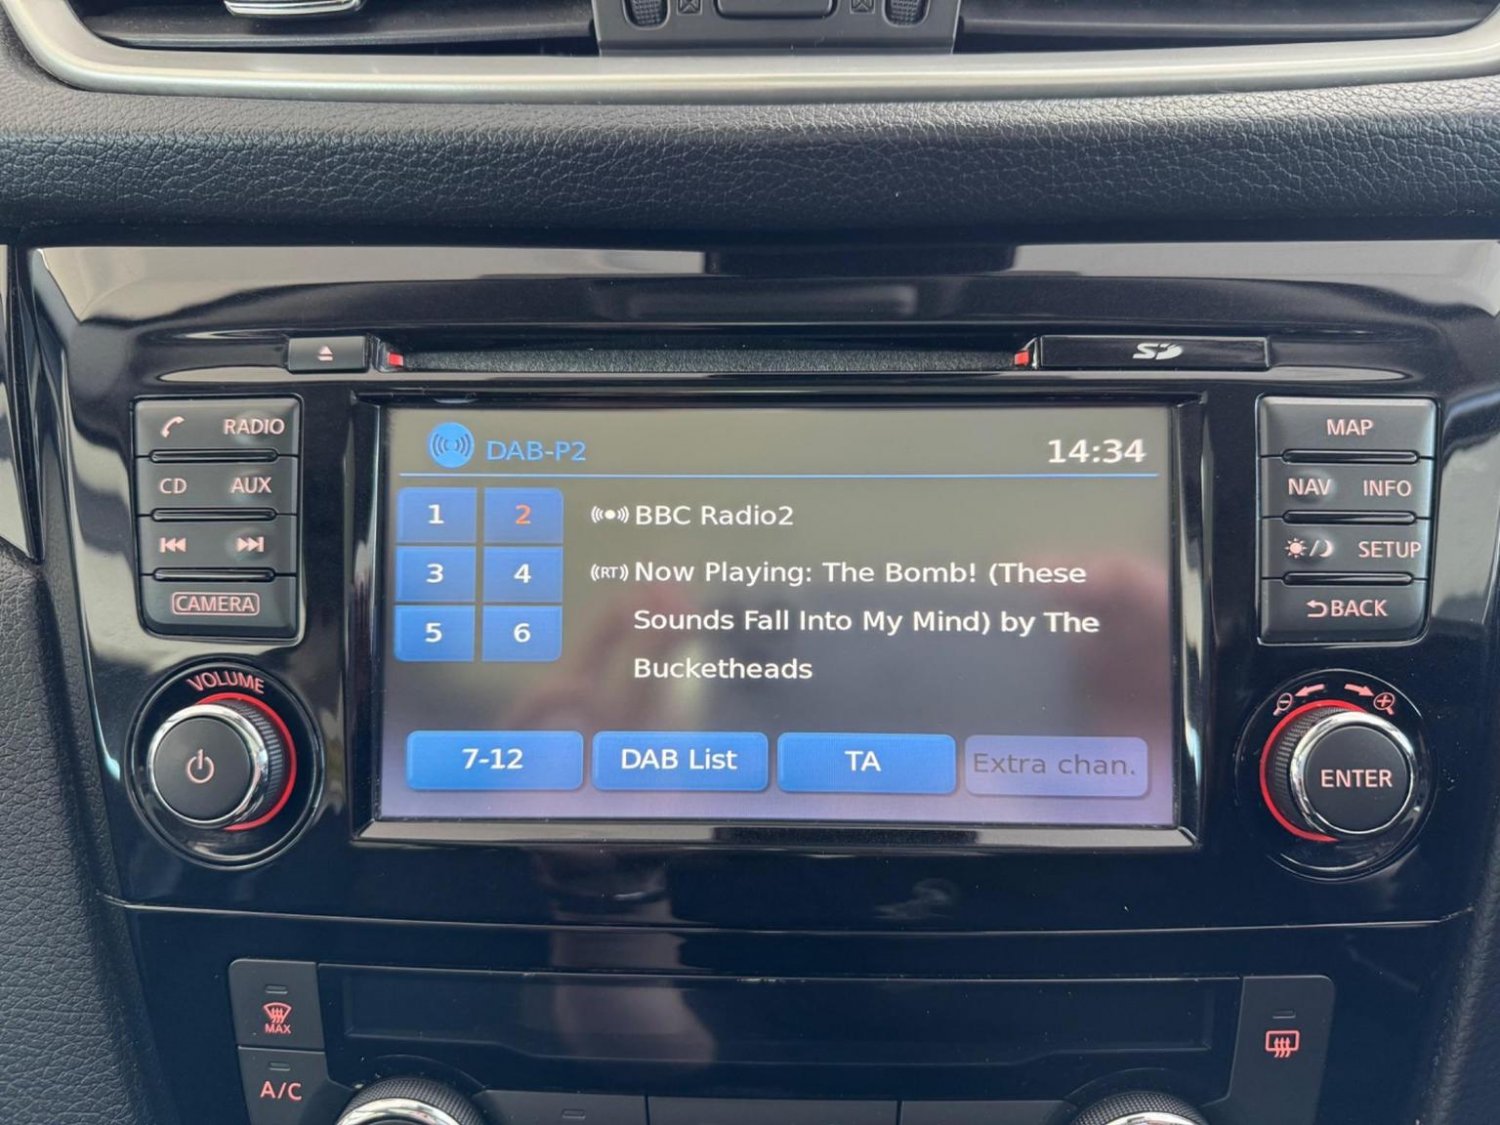 SD
RADIO
CD AUX
CAMERA
VOLUME
DAB-P2
14:34
1 2
3 4
5 6
BBC Radio2
(RT) Now Playing: The Bomb! (These
Sounds Fall Into My Mind) by The
Bucketheads
7-12 DAB List TA Extra chan.
MAP
NAV INFO
SETUP
BACK
ENTER
MAX
A/C